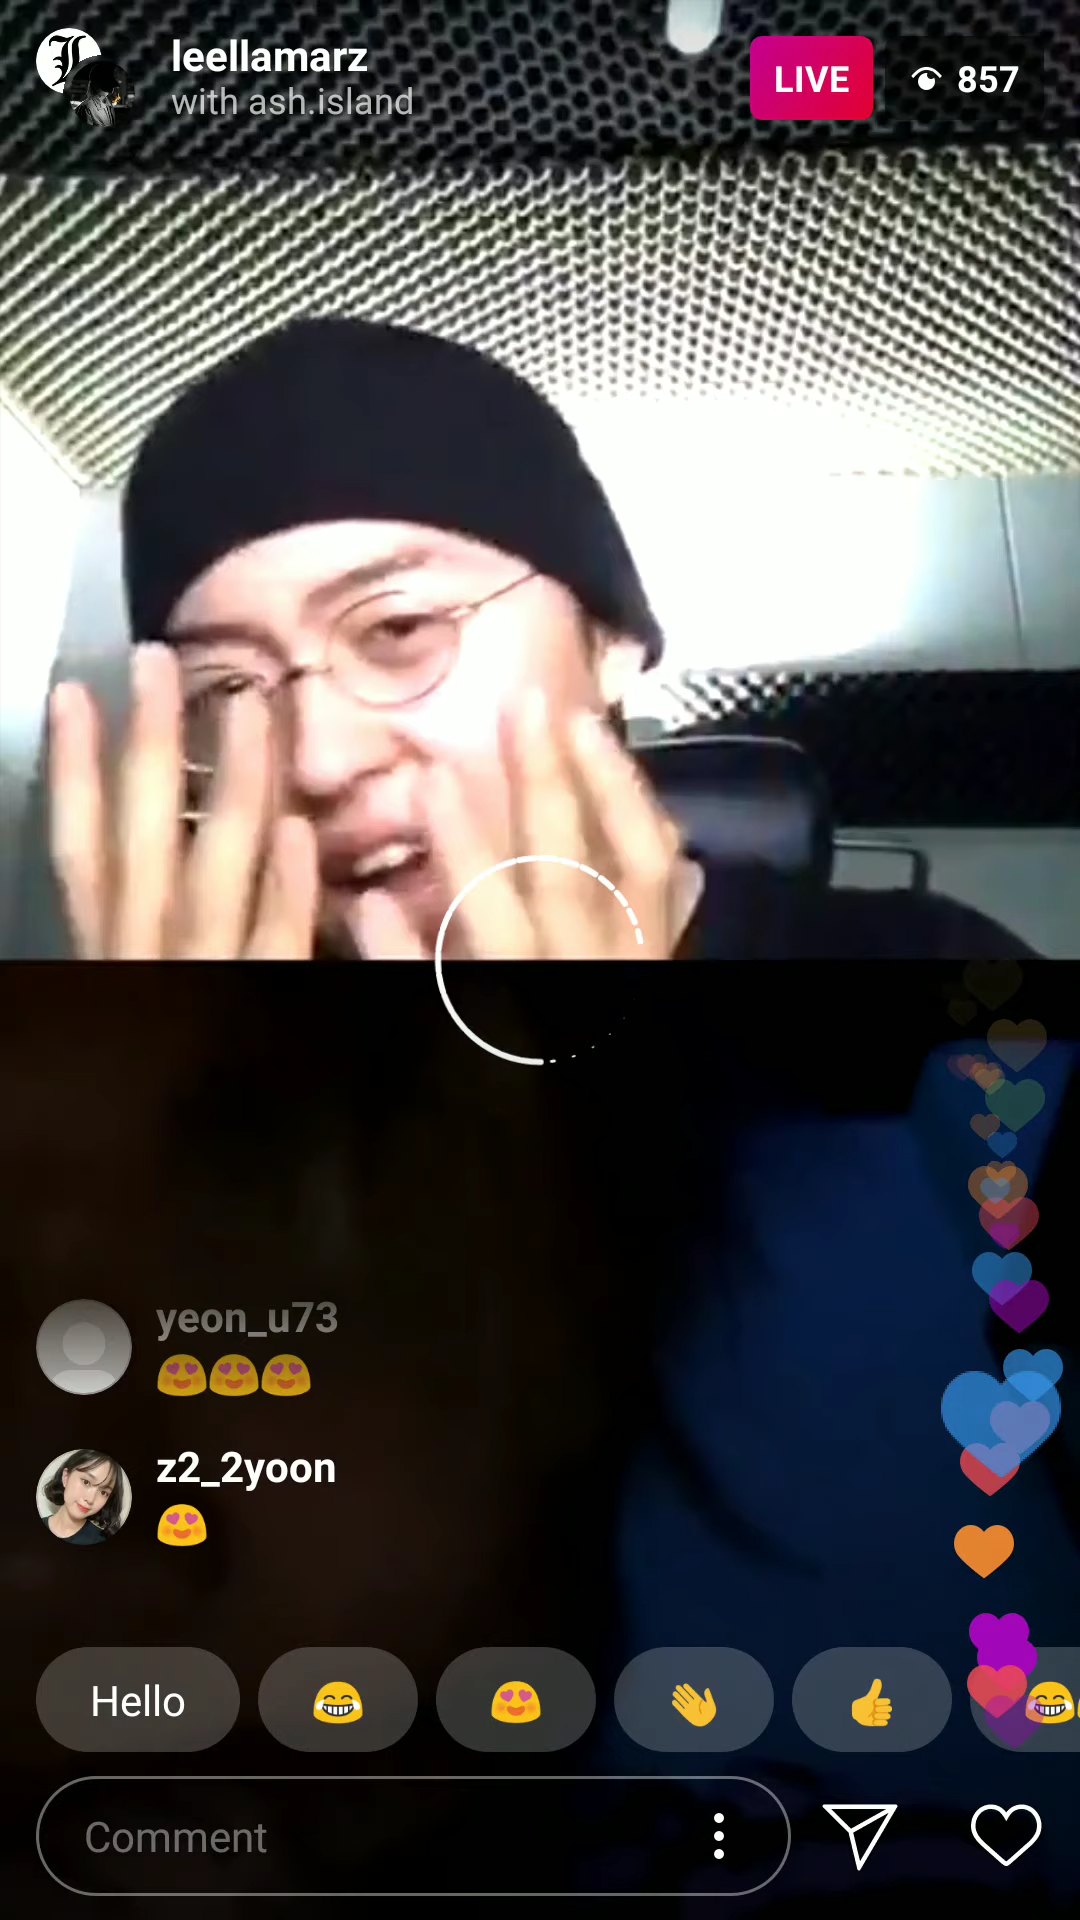 leellamarz
with ash.island
LIVE
857
yeon_u73
😍😍😍
z2_2yoon
😍
Hello
Comment